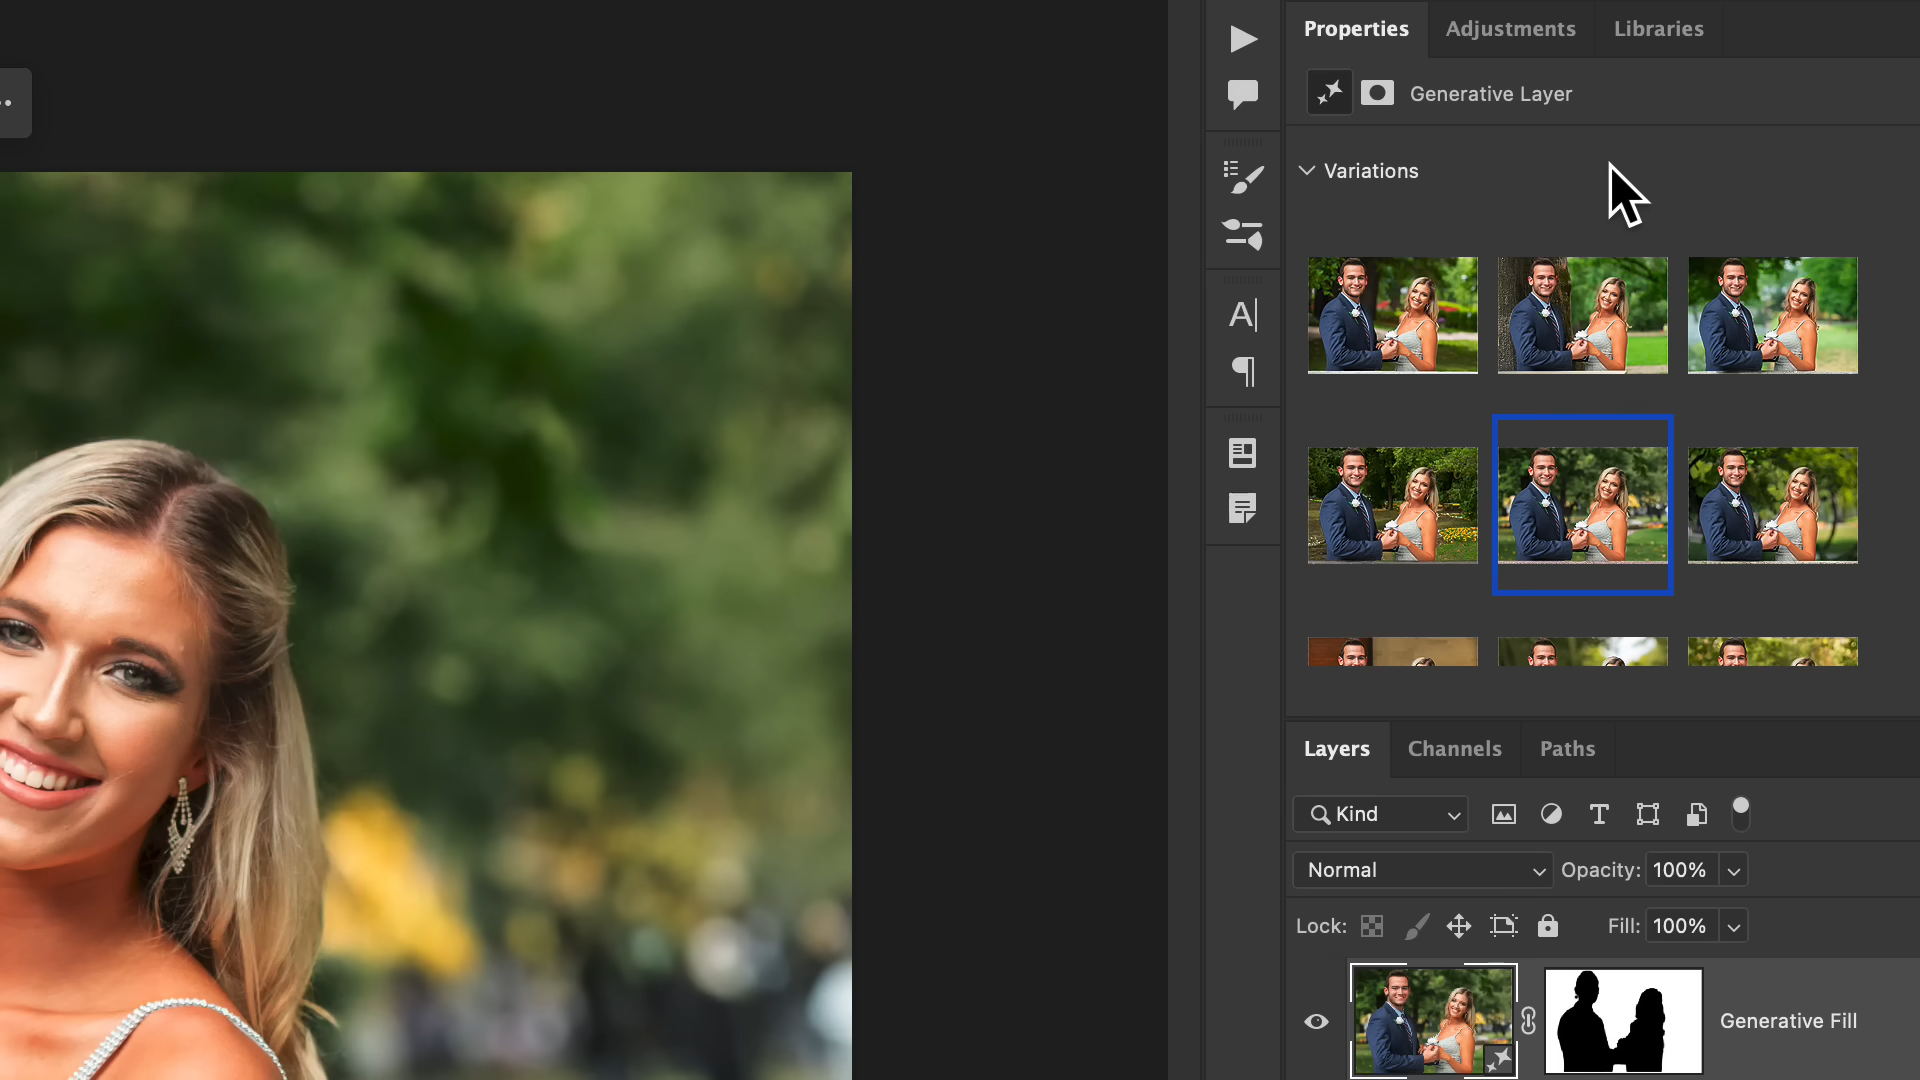 Properties Adjustments Libraries
Generative Layer
Variations
Layers Channels Paths
Kind
Normal Opacity: 100%
Lock: Fill: 100%
Generative Fill